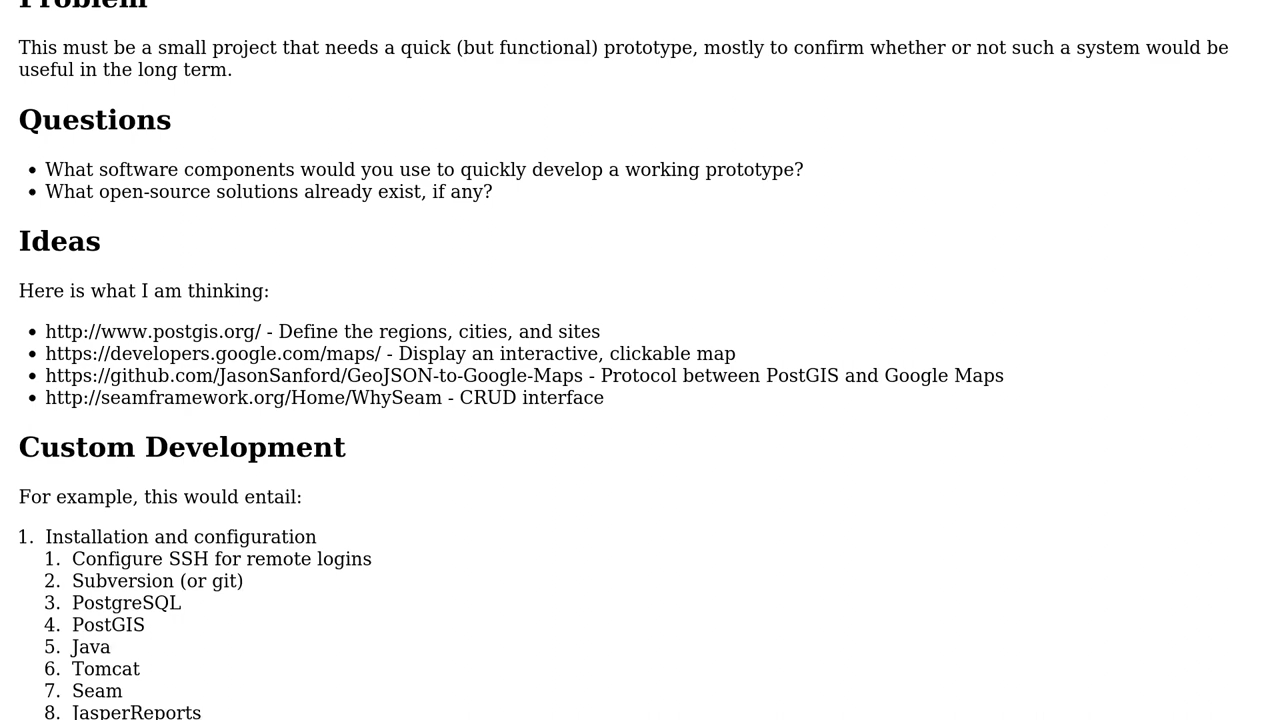 Problem
This must be a small project that needs a quick (but functional) prototype, mostly to confirm whether or not such a system would be
useful in the long term.
Questions
• What software components would you use to quickly develop a working prototype?
• What open-source solutions already exist, if any?
Ideas
Here is what I am thinking:
• http://www.postgis.org/ - Define the regions, cities, and sites
• https://developers.google.com/maps/ - Display an interactive, clickable map
• https://github.com/JasonSanford/GeoJSON-to-Google-Maps - Protocol between PostGIS and Google Maps
• http://seamframework.org/Home/WhySeam - CRUD interface
Custom Development
For example, this would entail:
1. Installation and configuration
1. Configure SSH for remote logins
2. Subversion (or git)
3. PostgreSQL
4. PostGIS
5. Java
6. Tomcat
7. Seam
8. JasperReports